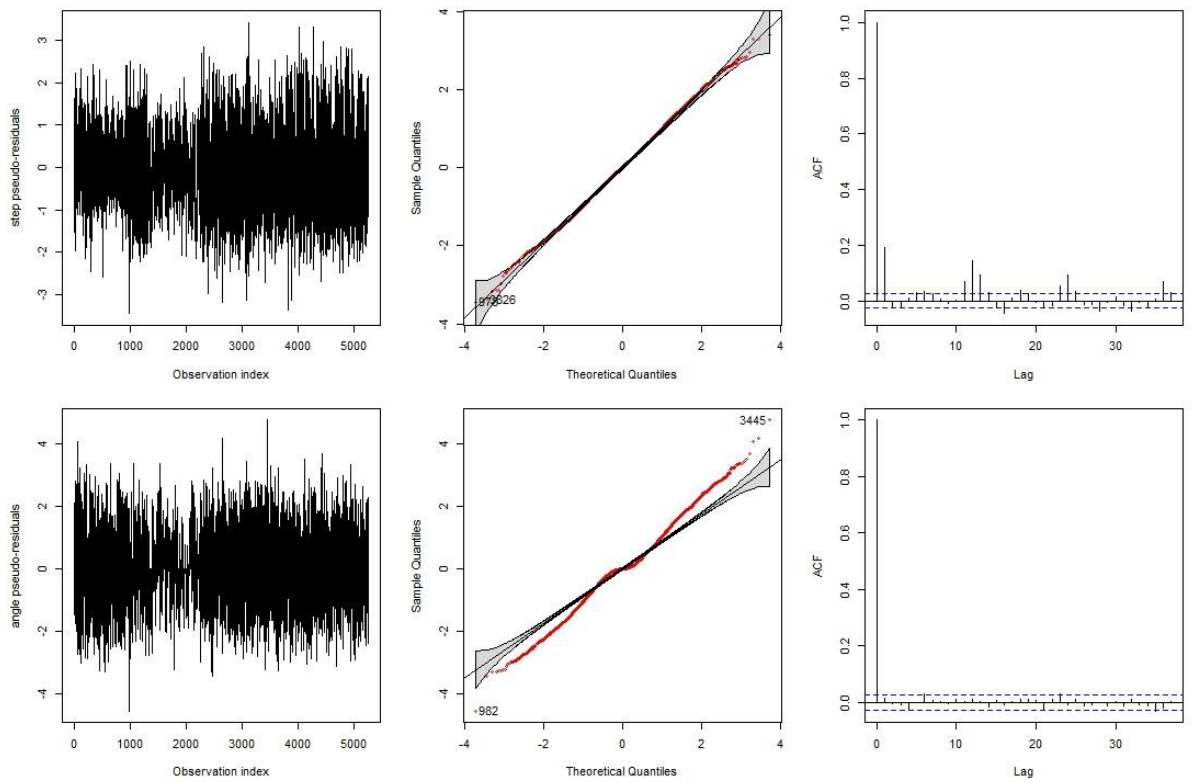 step pseudo-residuals
3
2
1
0
-1
-2
-3
0 1000 2000 3000 4000 5000
Observation index
Sample Quantiles
4
2
0
-2
-4
-4 -2 0 2 4
Theoretical Quantiles
ACF
1.0
0.8
0.6
0.4
0.2
0.0
0 10 20 30
Lag
angle pseudo-residuals
4
2
0
-2
-4
0 1000 2000 3000 4000 5000
Observation index
Sample Quantiles
3445
4
2
0
-2
-4
982
-4 -2 0 2 4
Theoretical Quantiles
ACF
1.0
0.8
0.6
0.4
0.2
0.0
0 10 20 30
Lag